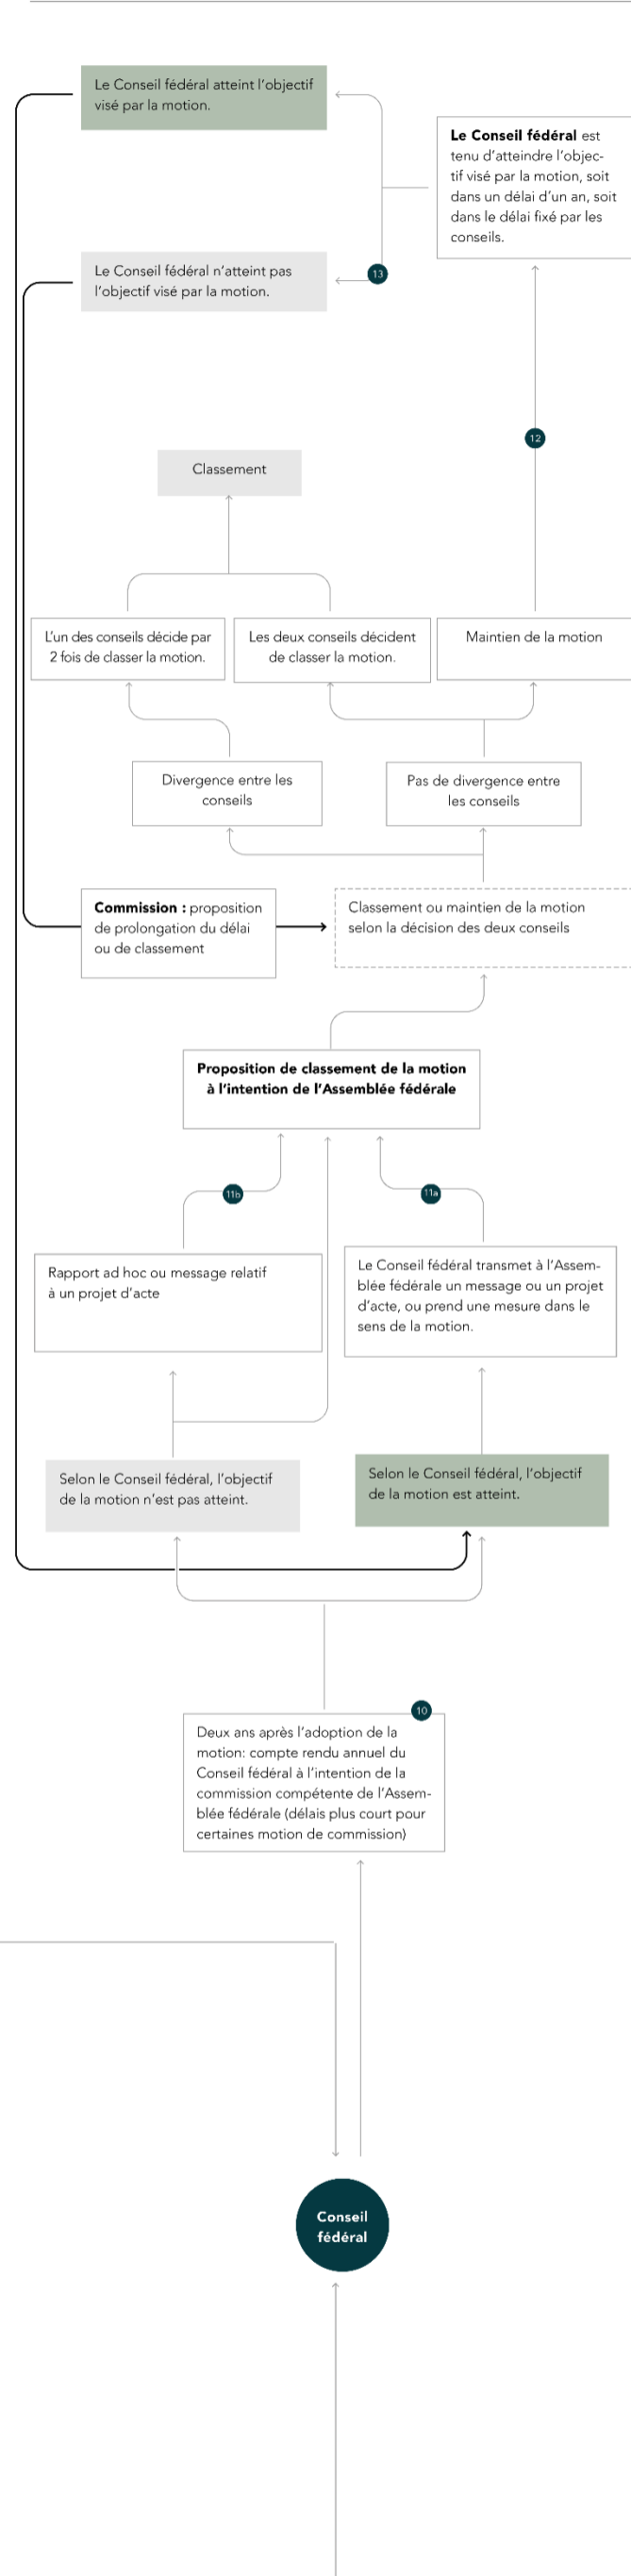 Le Conseil fédéral atteint l’objectif
visé par la motion.
Le Conseil fédéral est
tenu d’atteindre l’objec-
tif visé par la motion, soit
dans un délai d’un an, soit
dans le délai fixé par les
conseils.
Le Conseil fédéral n’atteint pas
l’objectif visé par la motion.
13
12
Classement
L’un des conseils décide par
2 fois de classer la motion.
Les deux conseils décident
de classer la motion.
Maintien de la motion
Divergence entre les
conseils
Pas de divergence entre
les conseils
Commission : proposition
de prolongation du délai
ou de classement
Classement ou maintien de la motion
selon la décision des deux conseils
Proposition de classement de la motion
à l’intention de l’Assemblée fédérale
11b
11a
Rapport ad hoc ou message relatif
à un projet d’acte
Le Conseil fédéral transmet à l’Assem-
blée fédérale un message ou un projet
d’acte, ou prend une mesure dans le
sens de la motion.
Selon le Conseil fédéral, l’objectif
de la motion n’est pas atteint.
Selon le Conseil fédéral, l’objectif
de la motion est atteint.
10
Deux ans après l’adoption de la
motion: compte rendu annuel du
Conseil fédéral à l’intention de la
commission compétente de l’Assem-
blée fédérale (délais plus court pour
certaines motion de commission)
Conseil
fédéral